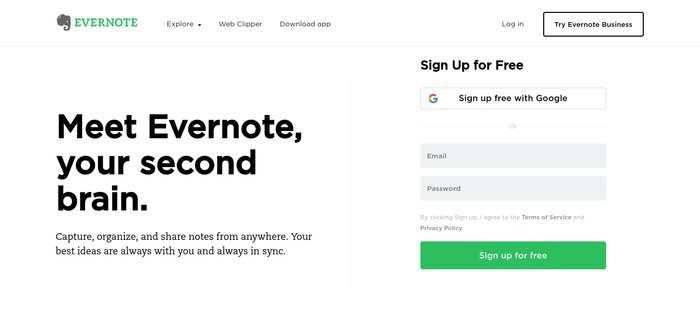 EVERNOTE
Explore
Web Clipper
Download app
Log in
Try Evernote Business
Meet Evernote,
your second
brain.
Capture, organize, and share notes from anywhere. Your
best ideas are always with you and always in sync.
Sign Up for Free
Sign up free with Google
Email
Password
By clicking Sign up, I agree to the Terms of Service and
Privacy Policy
Sign up for free